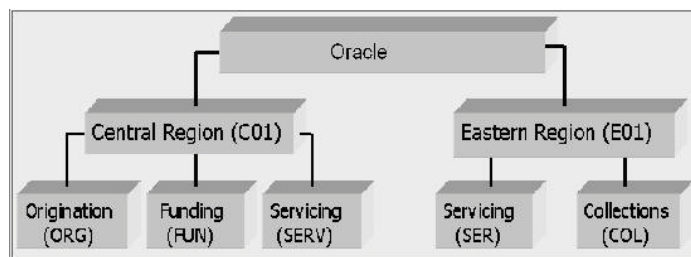 Oracle
Central Region (C01)
Eastern Region (E01)
Origination
(ORG)
Funding
(FUN)
Servicing
(SERV)
Servicing
(SER)
Collections
(COL)